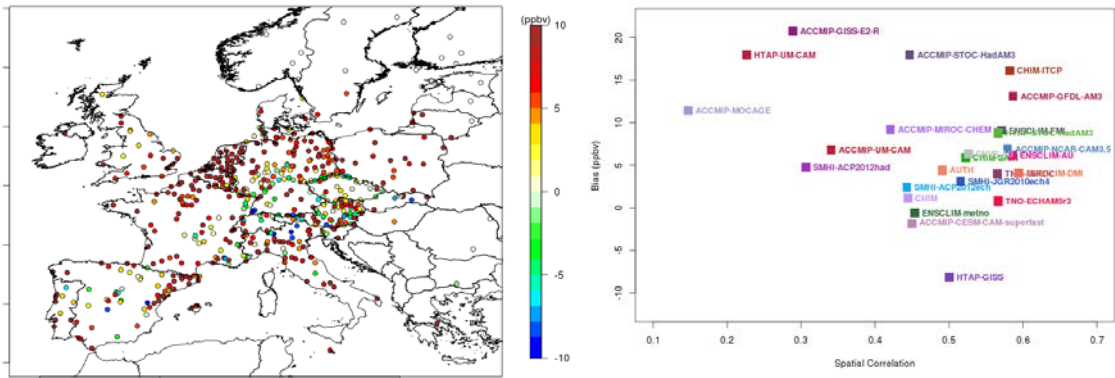 (ppbv)
10
5
0
-5
-10
Bias (ppbv)
20
15
10
5
0
-5
-10
ACCMIP-GISS-E2-R
HTAP-UM-CAM
ACCMIP-STOC-HadAM3
CHIM-ITCP
ACCMIP-GFDL-AM3
ACCMIP-MOCAGE
ACCMIP-MIROC-CHEM
ENSCLIM-FMI
ACCMIP-UM-CAM
ACCMIP-NCAR-CAM3.5
ENSCLIM-AU
SMHI-ACP2012had
AUTH
SMHI-JGR2010ech4
SMHI-ACP2012ech
CHIM
TNO-ECHAM5r3
ENSCLIM-metno
ACCMIP-CESM-CAM-superfast
HTAP-GISS
0.1 0.2 0.3 0.4 0.5 0.6 0.7
Spatial Correlation